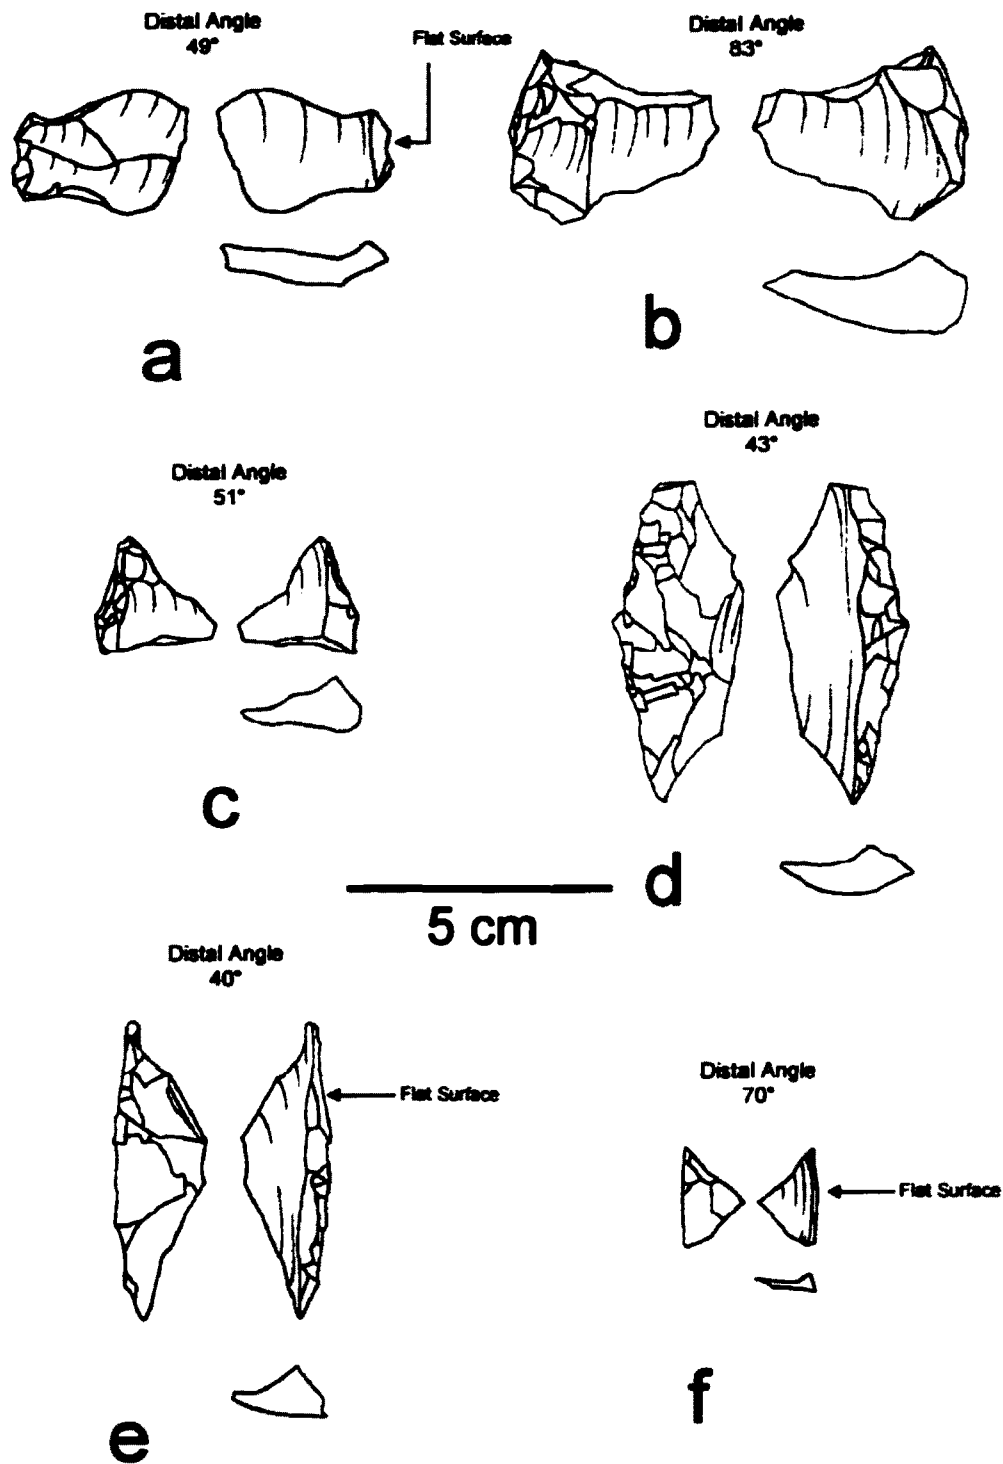 Distal Angle
49°
Flat Surface
a
Distal Angle
83°
b
Distal Angle
51°
c
Distal Angle
43°
d
5 cm
Distal Angle
40°
Flat Surface
e
Distal Angle
70°
Flat Surface
f